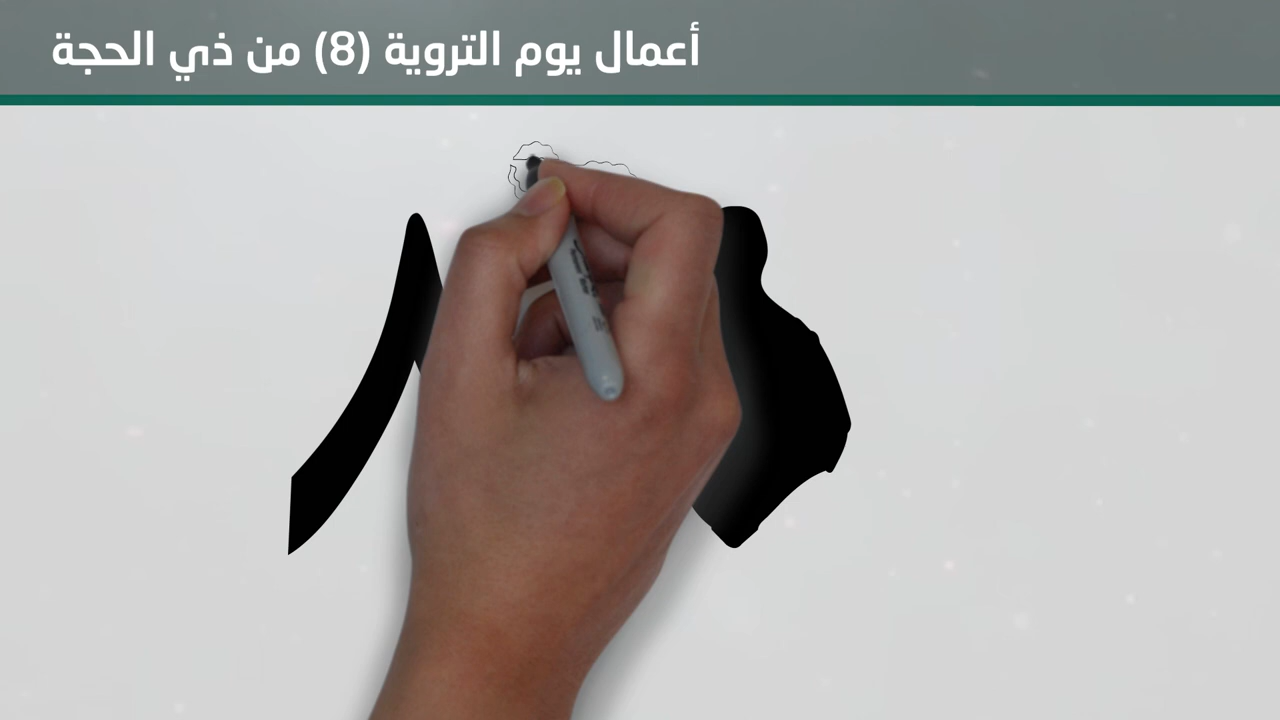 أعمال يوم التروية (8) من ذي الحجة